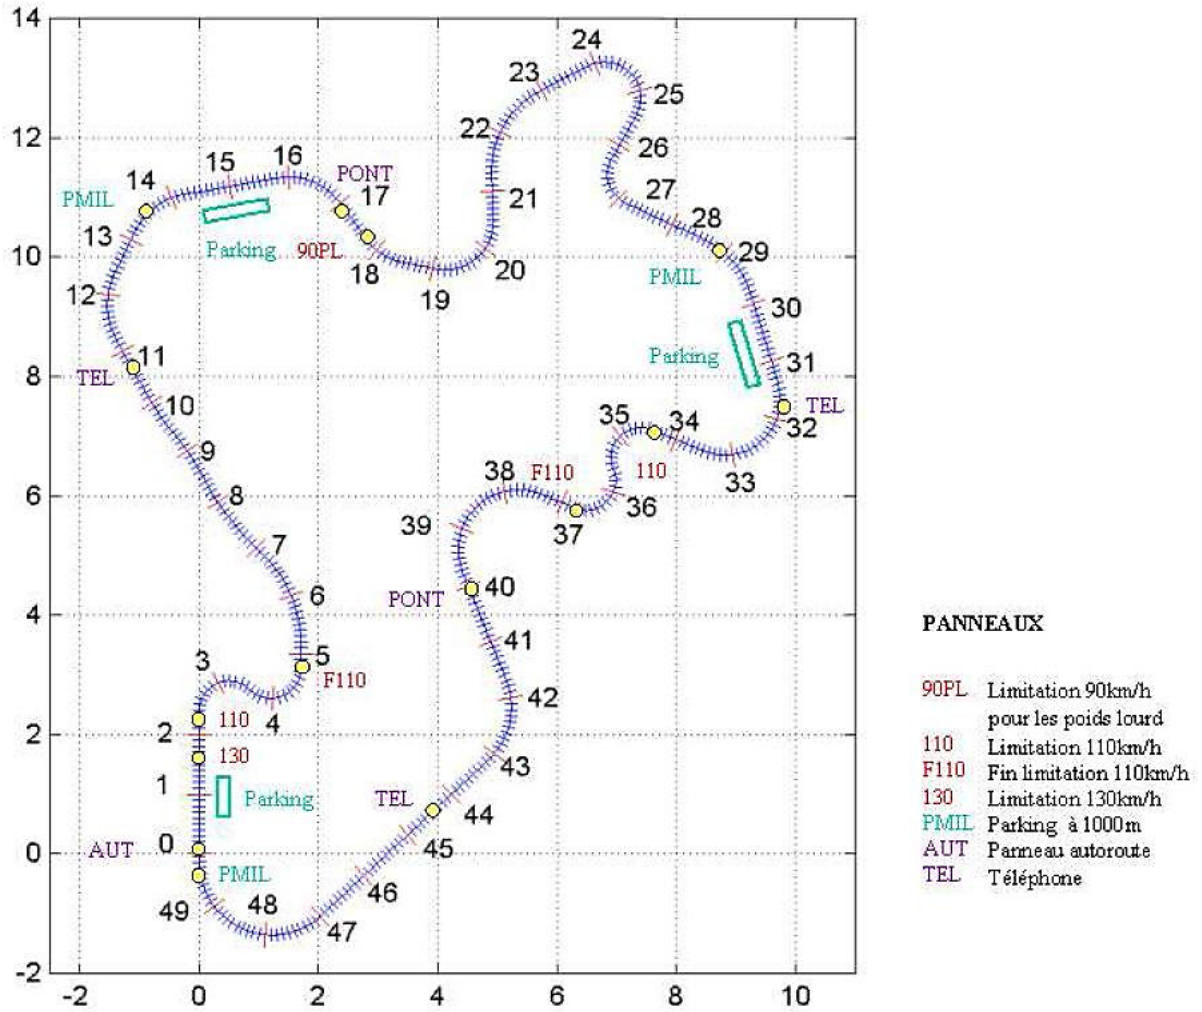 14
12
10
8
6
4
2
0
-2
-2
0
2
4
6
8
10
0
1
2
3
4
5
6
7
8
9
10
11
12
13
14
15
16
17
18
19
20
21
22
23
24
25
26
27
28
29
30
31
32
33
34
35
36
37
38
39
40
41
42
43
44
45
46
47
48
49
PMIL
Parking
PONT
90PL
TEL
PMIL
Parking
TEL
110
F110
PONT
F110
110
130
Parking
AUT
PMIL
TEL
PANNEAUX
90PL Limitation 90km/h
pour les poids lourd
110 Limitation 110km/h
F110 Fin limitation 110km/h
130 Limitation 130km/h
PMIL Parking à 1000m
AUT Panneau autoroute
TEL Téléphone